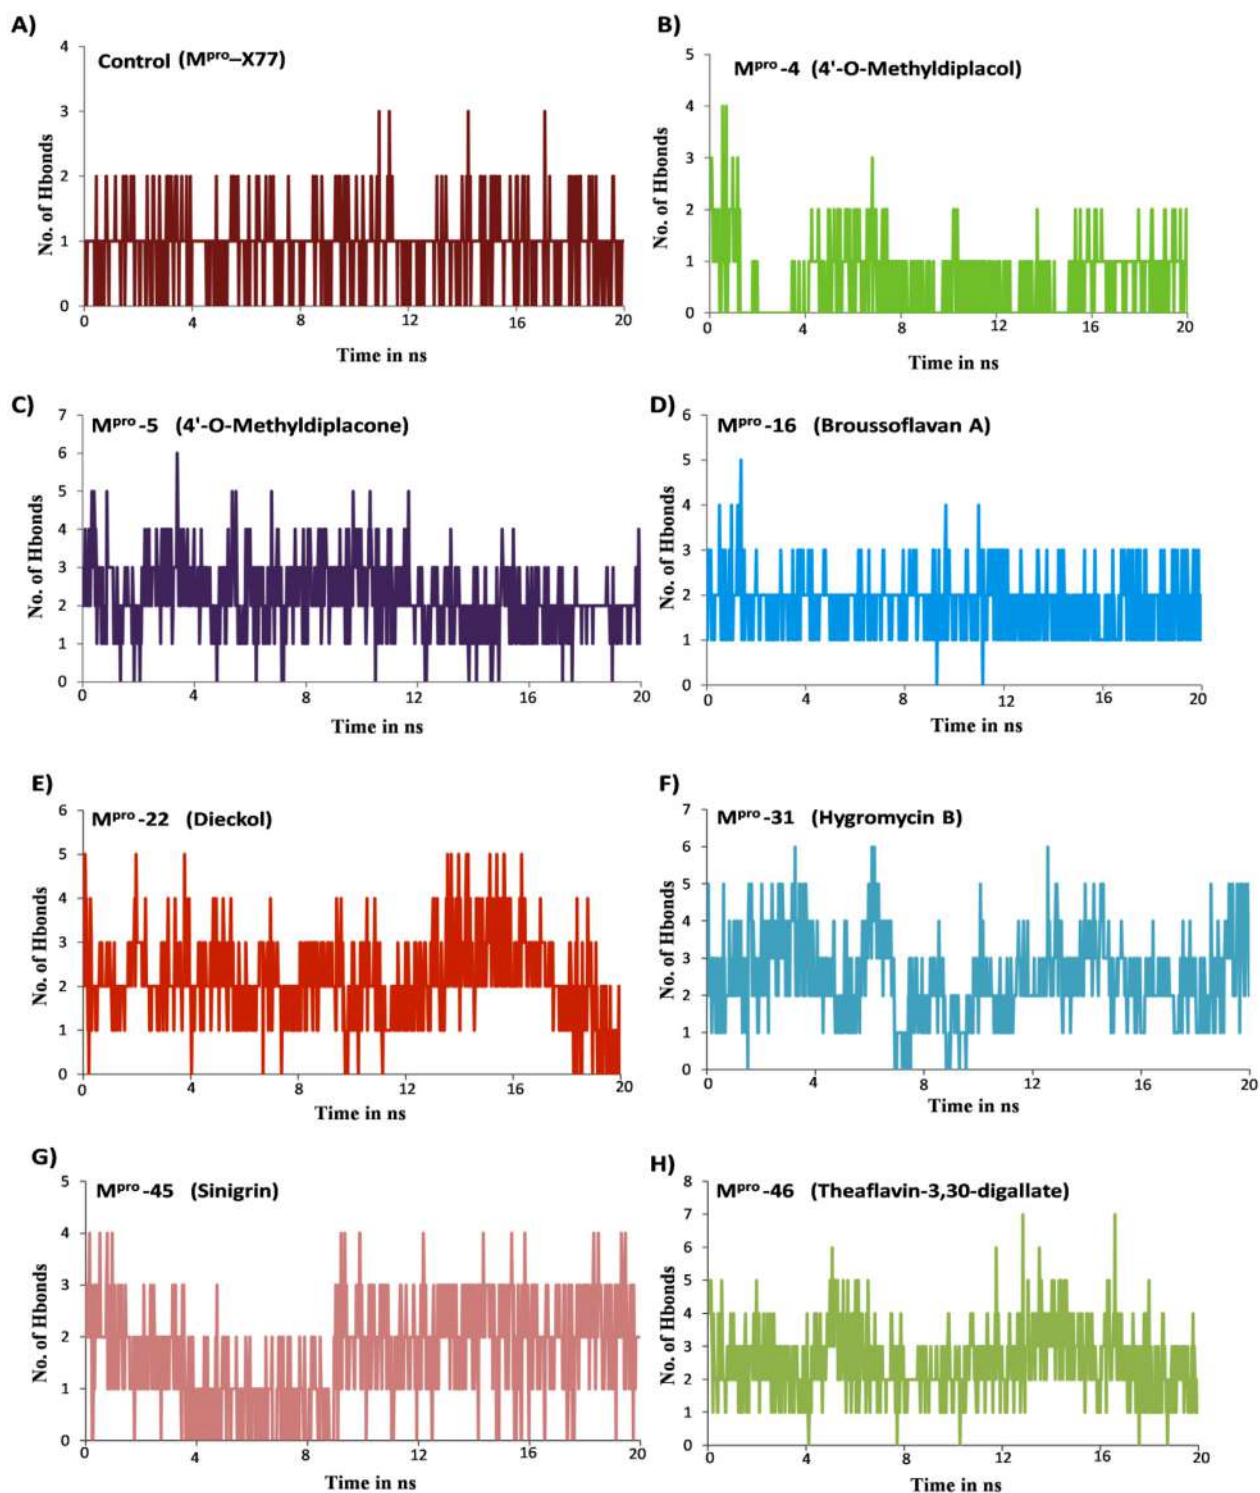 A)
Control (Mᵖʳᵒ–X77)
4
3
2
1
0
No. of Hbonds
0 4 8 12 16 20
Time in ns
B)
Mᵖʳᵒ-4 (4'-O-Methyldiplacol)
5
4
3
2
1
0
No. of Hbonds
0 4 8 12 16 20
Time in ns
C)
Mᵖʳᵒ-5 (4'-O-Methyldiplacone)
7
6
5
4
3
2
1
0
No. of Hbonds
0 4 8 12 16 20
Time in ns
D)
Mᵖʳᵒ-16 (Broussoflavan A)
6
5
4
3
2
1
0
No. of Hbonds
0 4 8 12 16 20
Time in ns
E)
Mᵖʳᵒ-22 (Dieckol)
6
5
4
3
2
1
0
No. of Hbonds
0 4 8 12 16 20
Time in ns
F)
Mᵖʳᵒ-31 (Hygromycin B)
7
6
5
4
3
2
1
0
No. of Hbonds
0 4 8 12 16 20
Time in ns
G)
Mᵖʳᵒ-45 (Sinigrin)
5
4
3
2
1
0
No. of Hbonds
0 4 8 12 16 20
Time in ns
H)
Mᵖʳᵒ-46 (Theaflavin-3,30-digallate)
8
7
6
5
4
3
2
1
0
No. of Hbonds
0 4 8 12 16 20
Time in ns